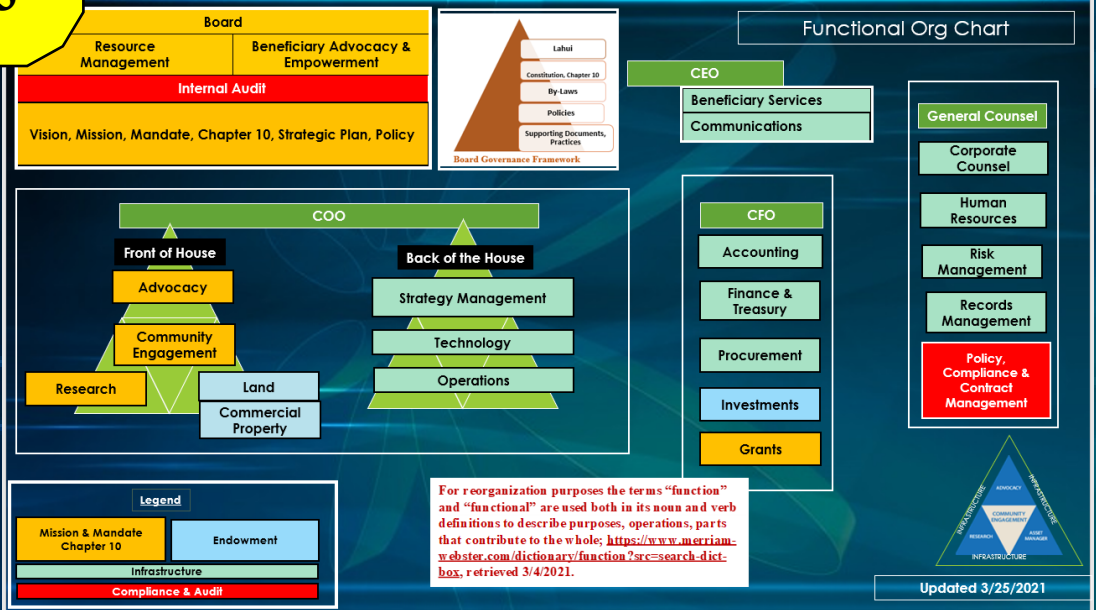 Board
Resource
Management
Beneficiary Advocacy &
Empowerment
Internal Audit
Vision, Mission, Mandate, Chapter 10, Strategic Plan, Policy
Lahui
Constitution, Chapter 10
By-Laws
Policies
Supporting Documents,
Practices
Board Governance Framework
Functional Org Chart
CEO
Beneficiary Services
Communications
General Counsel
Corporate
Counsel
Human
Resources
Risk
Management
Records
Management
Policy,
Compliance &
Contract
Management
COO
Front of House
Advocacy
Community
Engagement
Research
Land
Commercial
Property
Back of the House
Strategy Management
Technology
Operations
CFO
Accounting
Finance &
Treasury
Procurement
Investments
Grants
Legend
Mission & Mandate
Chapter 10
Endowment
Infrastructure
Compliance & Audit
For reorganization purposes the terms “function”
and “functional” are used both in its noun and verb
definitions to describe purposes, operations, parts
that contribute to the whole; https://www.merriam-
webster.com/dictionary/function?src=search-dict-
box, retrieved 3/4/2021.
INFRASTRUCTURE
INFRASTRUCTURE
ADVOCACY
COMMUNITY
ENGAGEMENT
RESEARCH
ASSET
MANAGER
INFRASTRUCTURE
Updated 3/25/2021